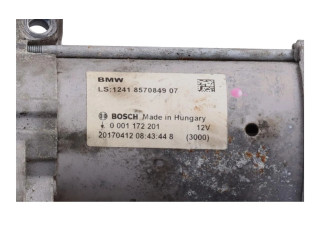 BMW
LS:1241 8570849 07
BOSCH Made in Hungary
0 001 172 201 12V
20170412 08:43:44 8 (3000)